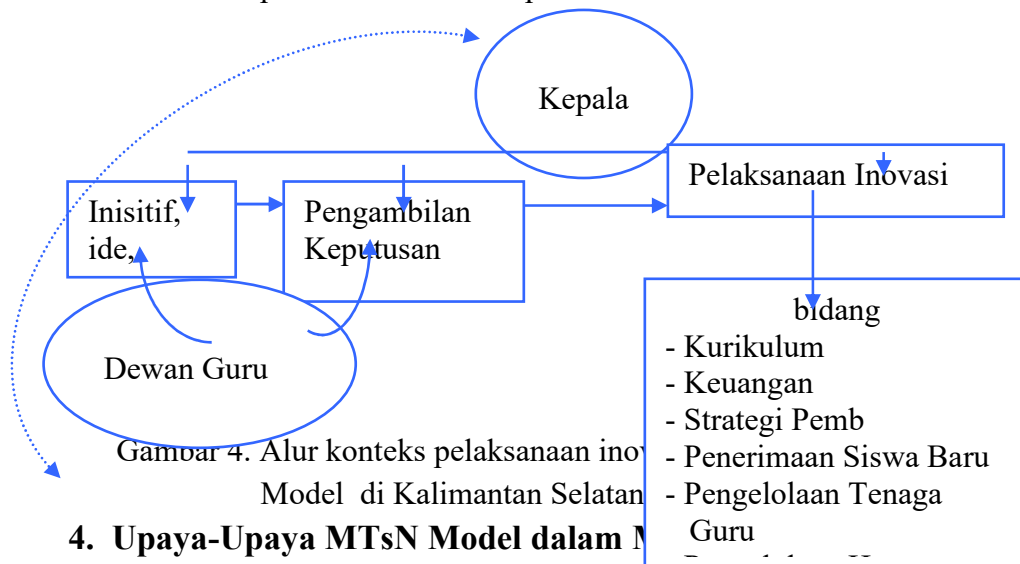 Kepala
Pelaksanaan Inovasi
Inisitif,
ide,
Pengambilan
Keputusan
Dewan Guru
bidang
- Kurikulum
- Keuangan
- Strategi Pemb
- Penerimaan Siswa Baru
- Pengelolaan Tenaga
Guru
Gambar 4. Alur konteks pelaksanaan
Model di Kalimantan Selatan
4. Upaya-Upaya MTsN Model dalam